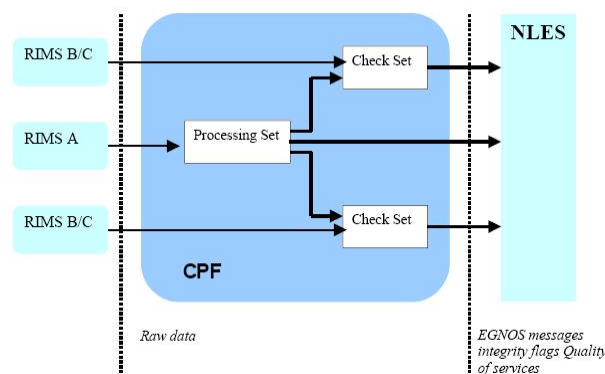 RIMS B/C
Check Set
NLES
RIMS A
Processing Set
RIMS B/C
Check Set
CPF
Raw data
EGNOS messages
integrity flags Quality
of services